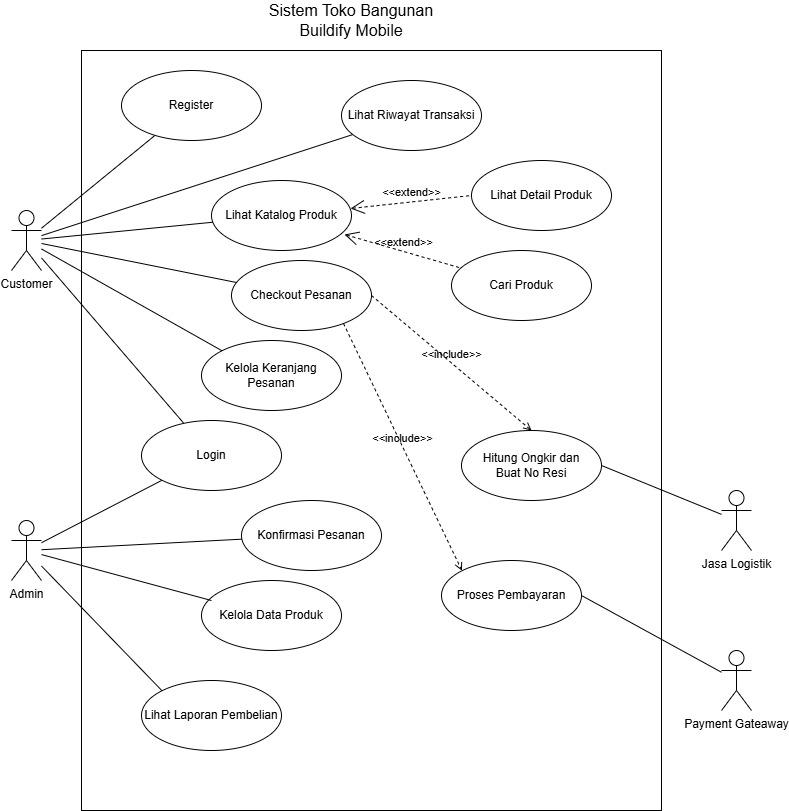 Sistem Toko Bangunan
Buildify Mobile
Register
Lihat Riwayat Transaksi
<<extend>>
Lihat Detail Produk
Lihat Katalog Produk
<<extend>>
Customer
Cari Produk
Checkout Pesanan
<<include>>
Kelola Keranjang
Pesanan
<<include>>
Login
Hitung Ongkir dan
Buat No Resi
Konfirmasi Pesanan
Jasa Logistik
Admin
Proses Pembayaran
Kelola Data Produk
Lihat Laporan Pembelian
Payment Gateaway